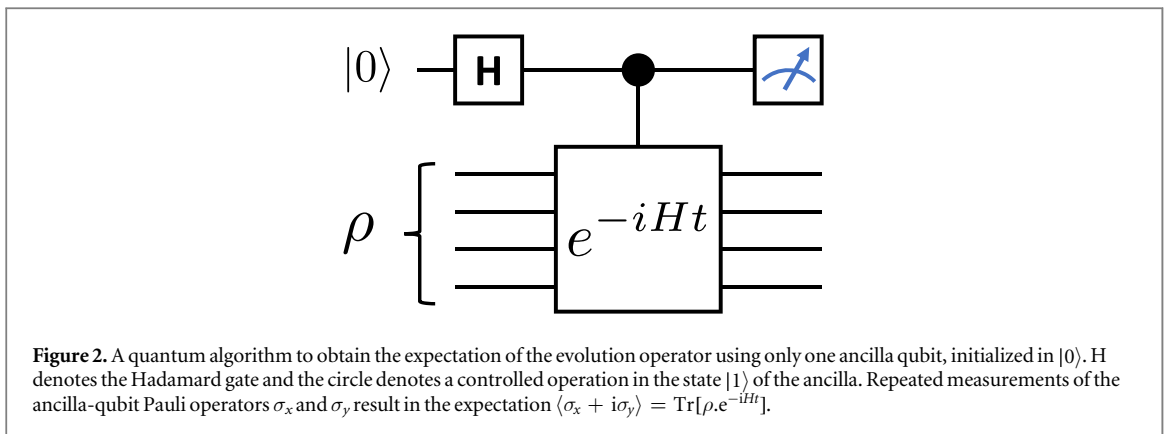 |0⟩ H
ρ e^{-iHt}
Figure 2. A quantum algorithm to obtain the expectation of the evolution operator using only one ancilla qubit, initialized in |0⟩. H
denotes the Hadamard gate and the circle denotes a controlled operation in the state |1⟩ of the ancilla. Repeated measurements of the
ancilla-qubit Pauli operators σₓ and σ_y result in the expectation ⟨σₓ + iσ_y⟩ = Tr[ρ.e^{-iHt}].